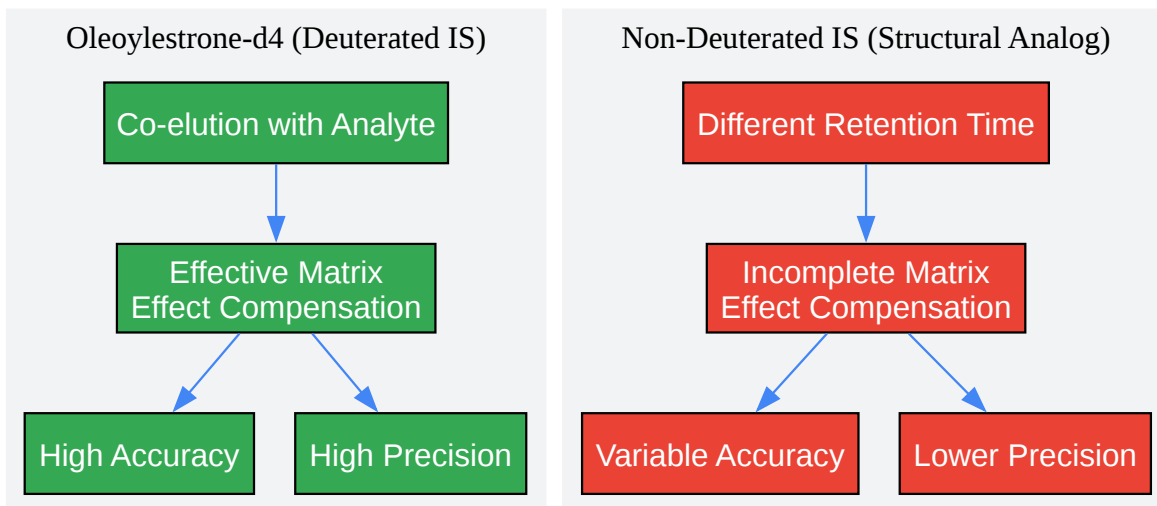 Oleoylestrone-d4 (Deuterated IS)
Co-elution with Analyte
Effective Matrix
Effect Compensation
High Accuracy
High Precision
Non-Deuterated IS (Structural Analog)
Different Retention Time
Incomplete Matrix
Effect Compensation
Variable Accuracy
Lower Precision